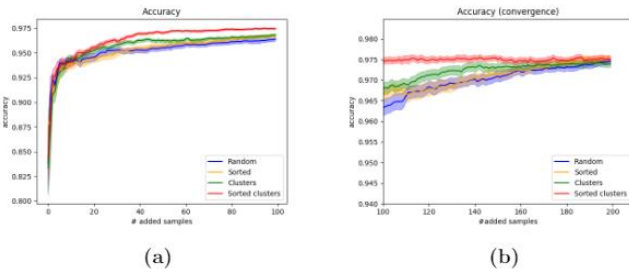 Accuracy
0.975
0.950
0.925
0.900
0.875
0.850
0.825
0.800
accuracy
0
20
40
60
80
100
# added samples
Random
Sorted
Clusters
Sorted clusters
(a)
Accuracy (convergence)
0.980
0.975
0.970
0.965
0.960
0.955
0.950
0.945
0.940
accuracy
100
120
140
160
180
200
# added samples
Random
Sorted
Clusters
Sorted clusters
(b)